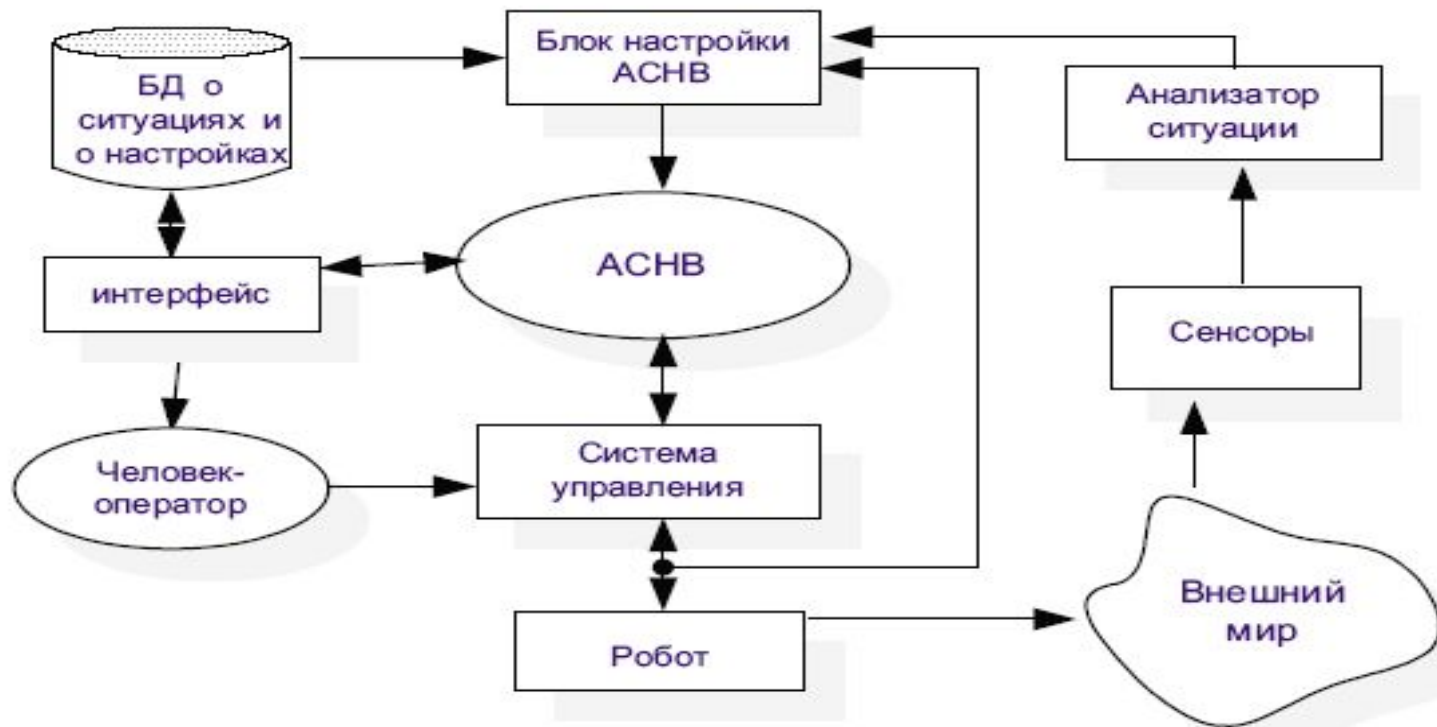 БД о
ситуациях и
о настройках
Блок настройки
АСНВ
Анализатор
ситуации
интерфейс
АСНВ
Сенсоры
Человек-
оператор
Система
управления
Робот
Внешний
мир